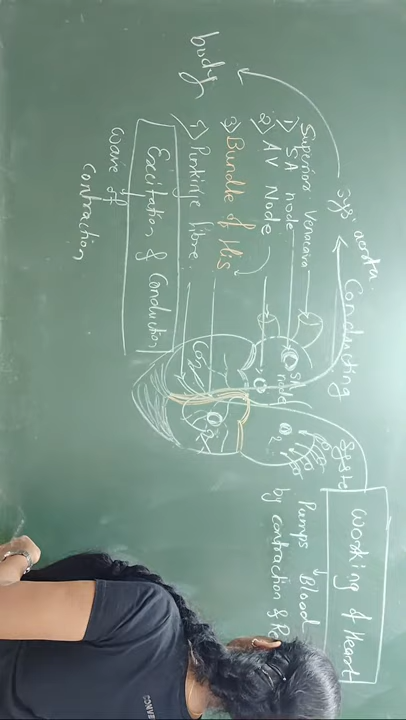 Conducting System
Working of Heart
Pumps Blood
by contraction &
Sys. aorta
body
Superior Venacava
1) SA node
2) AV Node
3) Bundle of His
4) Purkinje fibre
SA
node
Excitation & Conduction
wave of
Contraction